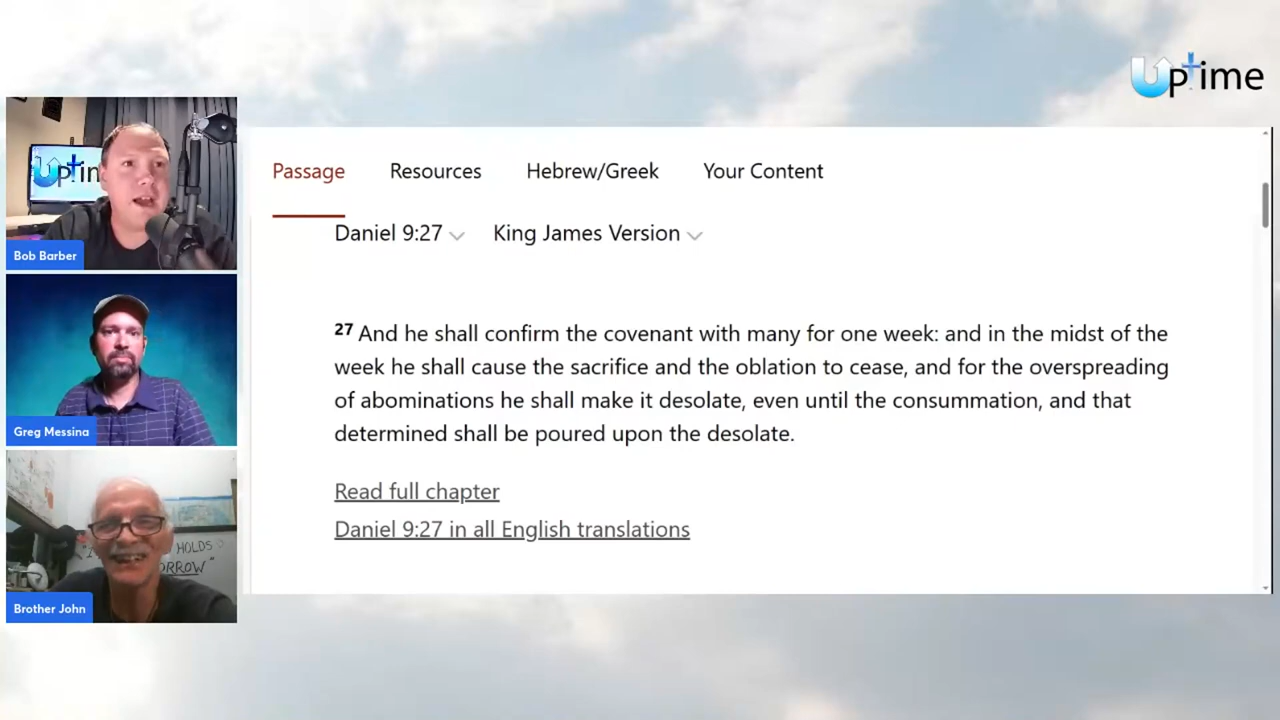 Uptime
Uptim
Bob Barber
Greg Messina
HOLDS
"
Brother John
Passage Resources Hebrew/Greek Your Content
Daniel 9:27 King James Version
27 And he shall confirm the covenant with many for one week: and in the midst of the
week he shall cause the sacrifice and the oblation to cease, and for the overspreading
of abominations he shall make it desolate, even until the consummation, and that
determined shall be poured upon the desolate.
Read full chapter
Daniel 9:27 in all English translations